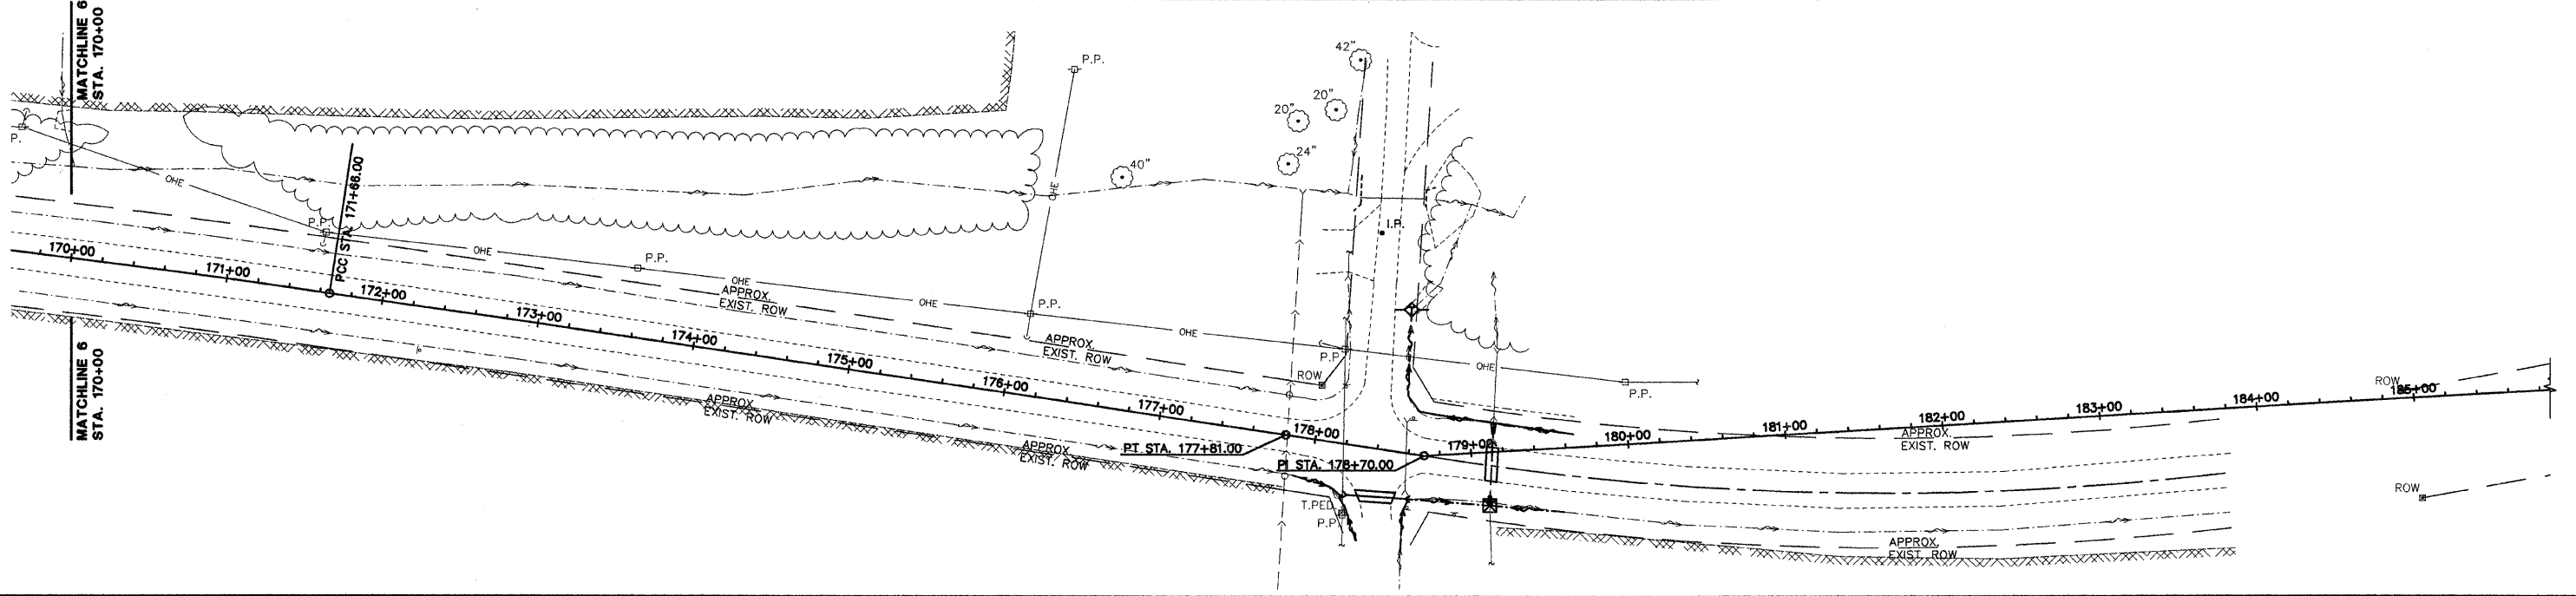 MATCHLINE 6
STA. 170+00
42"
P.P.
20"
20"
24"
40"
P.
OHE
OHE
PCC STA. 171+66.00
P.P.
I.P.
170+00
171+00
172+00
173+00
174+00
175+00
176+00
177+00
178+00
179+00
180+00
181+00
182+00
183+00
184+00
185+00
OHE
P.P.
OHE
APPROX.
EXIST. ROW
OHE
P.P.
OHE
APPROX.
EXIST. ROW
P.P.
ROW
OHE
P.P.
ROW
MATCHLINE 6
STA. 170+00
APPROX.
EXIST. ROW
APPROX.
EXIST. ROW
PT STA. 177+81.00
PI STA. 178+70.00
APPROX.
EXIST. ROW
T.PED
P.P.
ROW
APPROX.
EXIST. ROW